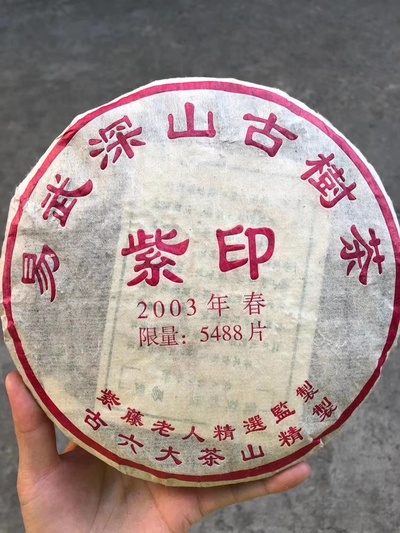 易武深山古樹茶
紫印
2003年春
限量：5488片
紫藤老人精選監製
古六大茶山精製